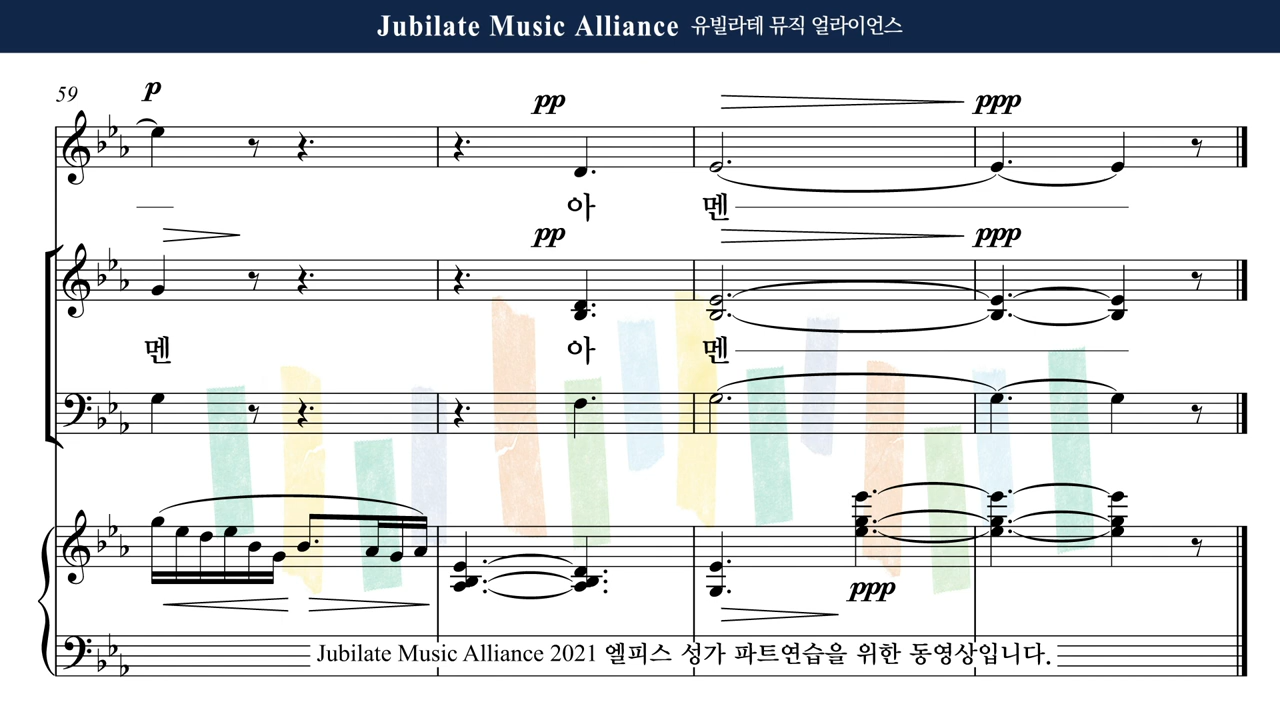 Jubilate Music Alliance 유빌라테 뮤직 얼라이언스
59
p
pp
ppp
아 멘
pp
ppp
멘 아 멘
ppp
Jubilate Music Alliance 2021 엘피스 성가 파트연습을 위한 동영상입니다.